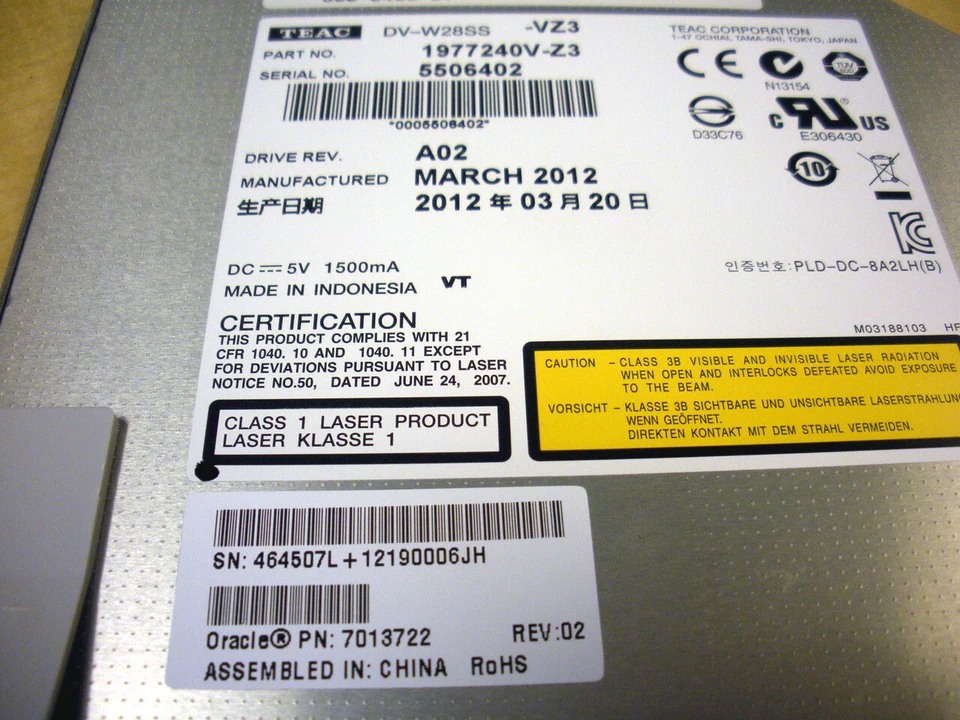 TEAC DV-W28SS -VZ3
PART NO. 1977240V-Z3
SERIAL NO. 5506402
*0005506402*
DRIVE REV. A02
MANUFACTURED MARCH 2012
生产日期 2012 年 03 月 20 日
DC 5V 1500mA
MADE IN INDONESIA VT
CERTIFICATION
THIS PRODUCT COMPLIES WITH 21
CFR 1040. 10 AND 1040. 11 EXCEPT
FOR DEVIATIONS PURSUANT TO LASER
NOTICE NO.50, DATED JUNE 24, 2007.
CLASS 1 LASER PRODUCT
LASER KLASSE 1
TEAC CORPORATION
1-47 OCHIAI, TAMA-SHI, TOKYO, JAPAN
CE
N13154
D33C76
c RU ® US
E306430
10
KC
인증번호:PLD-DC-8A2LH(B)
M03188103 HF
CAUTION – CLASS 3B VISIBLE AND INVISIBLE LASER RADIATION
WHEN OPEN AND INTERLOCKS DEFEATED AVOID EXPOSURE
TO THE BEAM.
VORSICHT – KLASSE 3B SICHTBARE UND UNSICHTBARE LASERSTRAHLUNG
WENN GEÖFFNET.
DIREKTEN KONTAKT MIT DEM STRAHL VERMEIDEN.
SN: 464507L+12190006JH
Oracle® PN: 7013722 REV:02
ASSEMBLED IN: CHINA RoHS